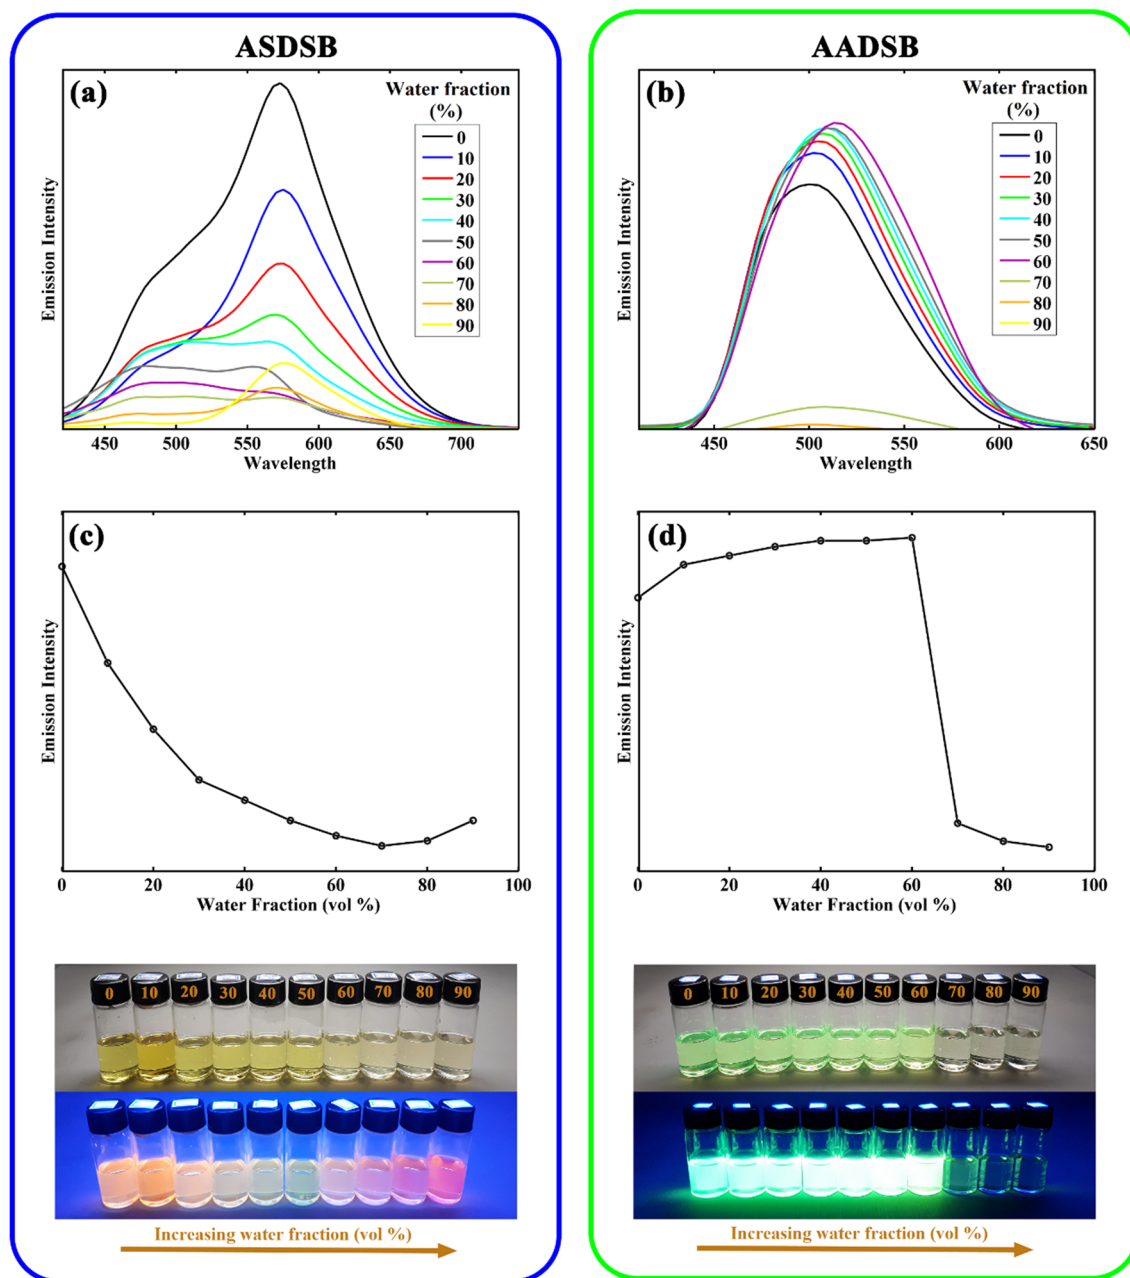 ASDSB
(a)
Water fraction
(%)
0
10
20
30
40
50
60
70
80
90
Emission Intensity
450 500 550 600 650 700
Wavelength
AADSB
(b)
Water fraction
(%)
0
10
20
30
40
50
60
70
80
90
Emission Intensity
450 500 550 600 650
Wavelength
(c)
Emission Intensity
0 20 40 60 80 100
Water Fraction (vol %)
(d)
Emission Intensity
0 20 40 60 80 100
Water Fraction (vol %)
0 10 20 30 40 50 60 70 80 90
Increasing water fraction (vol %)
0 10 20 30 40 50 60 70 80 90
Increasing water fraction (vol %)